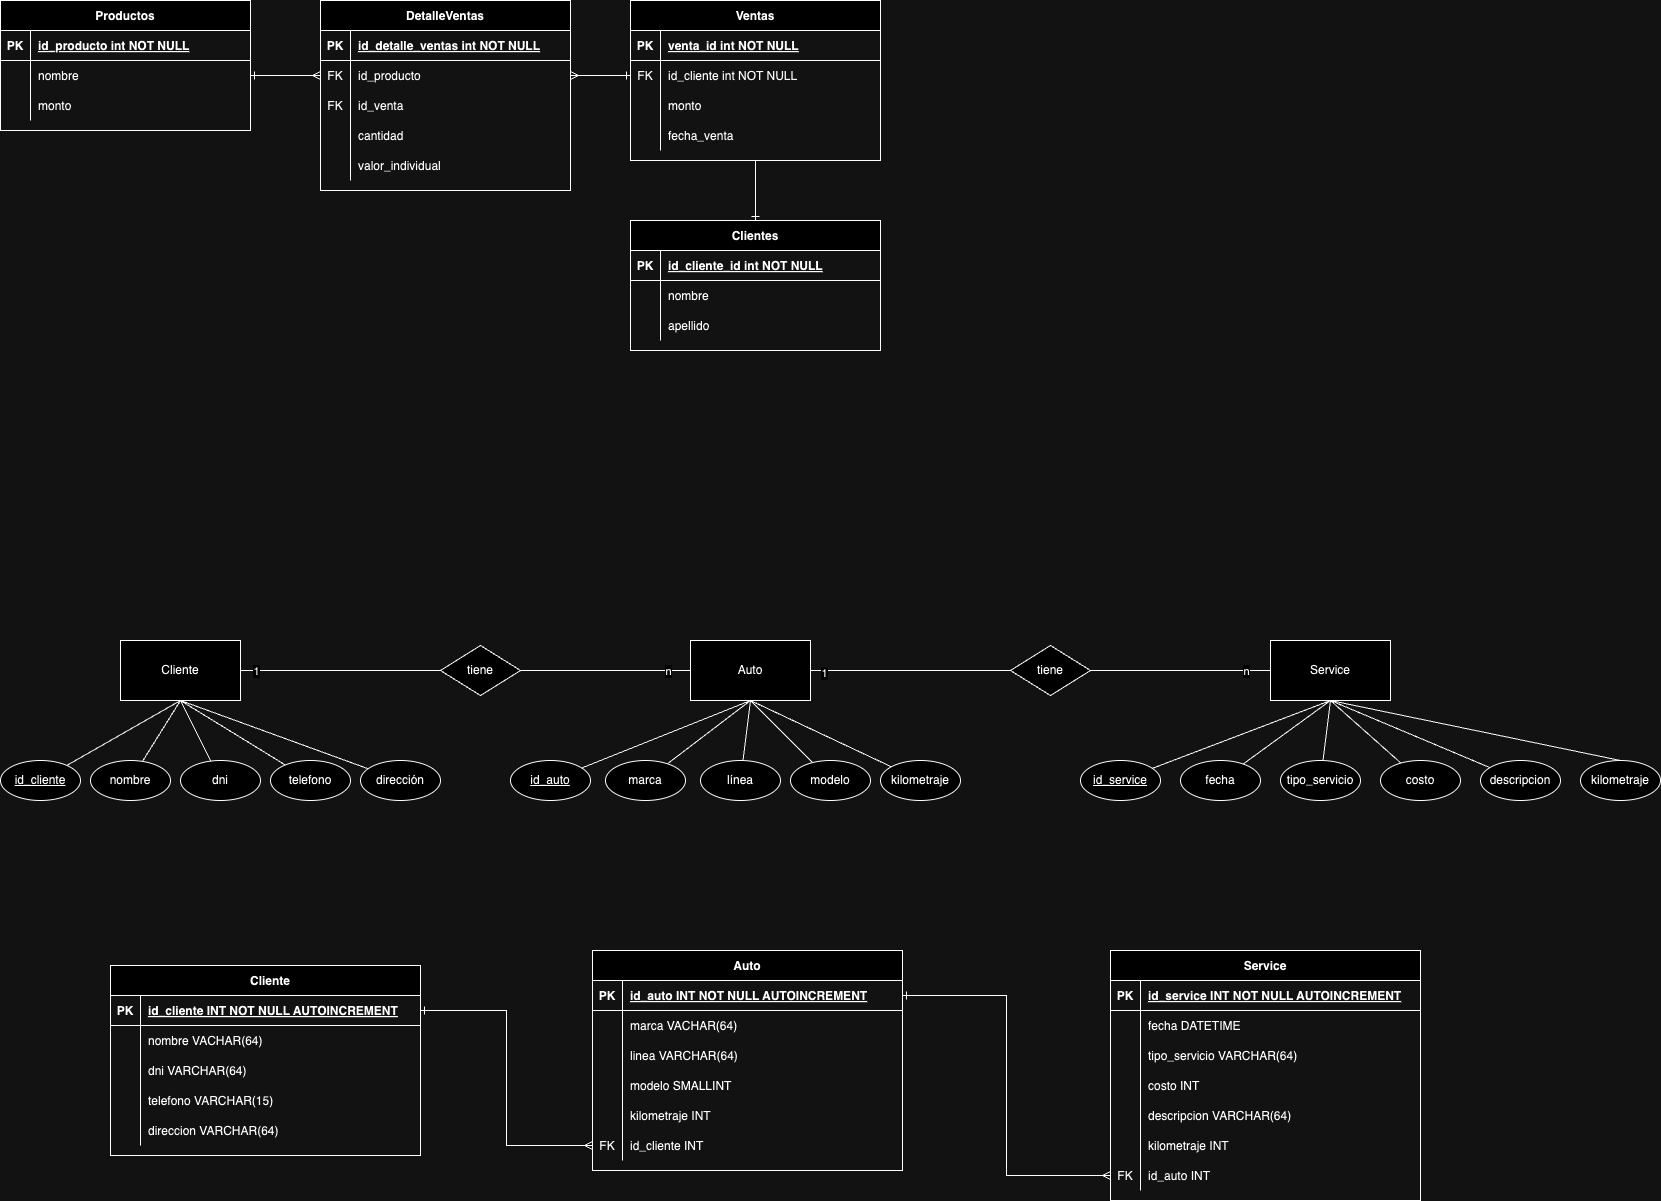 Productos
PK id_producto int NOT NULL
nombre
monto
DetalleVentas
PK id_detalle_ventas int NOT NULL
FK id_producto
FK id_venta
cantidad
valor_individual
Ventas
PK venta_id int NOT NULL
FK id_cliente int NOT NULL
monto
fecha_venta
Clientes
PK id_cliente_id int NOT NULL
nombre
apellido
Cliente 1 tiene n Auto 1 tiene n Service
id_cliente nombre dni telefono dirección id_auto marca linea modelo kilometraje id_service fecha tipo_servicio costo descripcion kilometraje
Cliente
PK id_cliente INT NOT NULL AUTOINCREMENT
nombre VACHAR(64)
dni VARCHAR(64)
telefono VARCHAR(15)
direccion VARCHAR(64)
Auto
PK id_auto INT NOT NULL AUTOINCREMENT
marca VACHAR(64)
linea VARCHAR(64)
modelo SMALLINT
kilometraje INT
FK id_cliente INT
Service
PK id_service INT NOT NULL AUTOINCREMENT
fecha DATETIME
tipo_servicio VARCHAR(64)
costo INT
descripcion VARCHAR(64)
kilometraje INT
FK id_auto INT